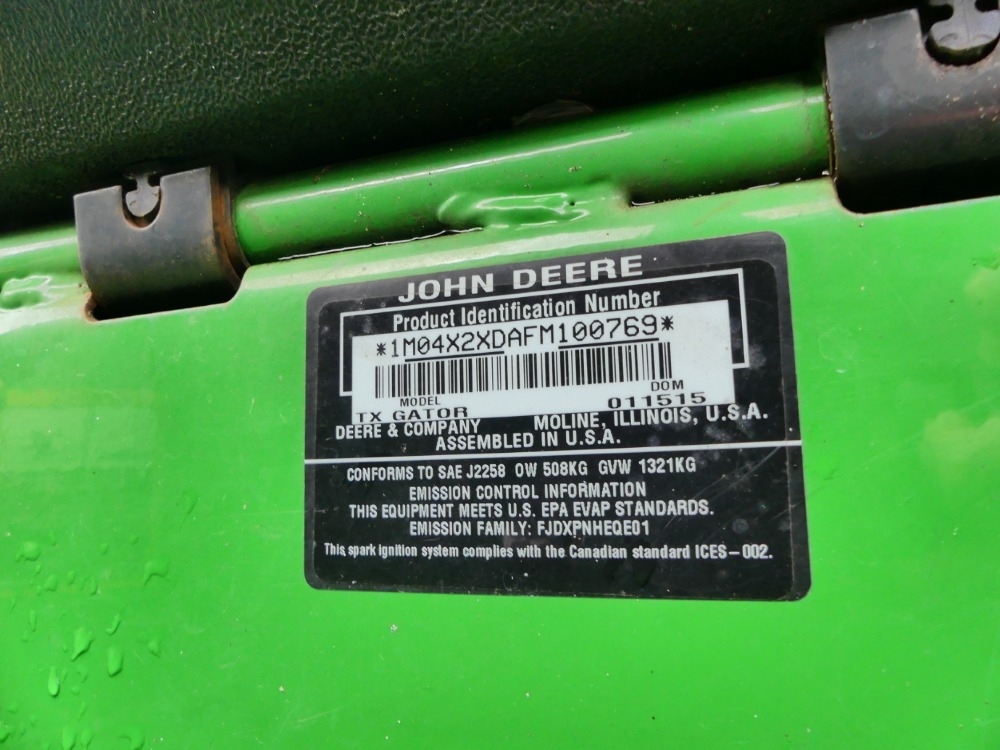 JOHN DEERE
Product Identification Number
*1M04X2XDAFM100769*
MODEL DOM
TX GATOR 011515
DEERE & COMPANY MOLINE, ILLINOIS, U.S.A.
ASSEMBLED IN U.S.A.
CONFORMS TO SAE J2258 OW 508KG GVW 1321KG
EMISSION CONTROL INFORMATION
THIS EQUIPMENT MEETS U.S. EPA EVAP STANDARDS.
EMISSION FAMILY: FJDXPNHEQE01
This spark ignition system complies with the Canadian standard ICES-002.